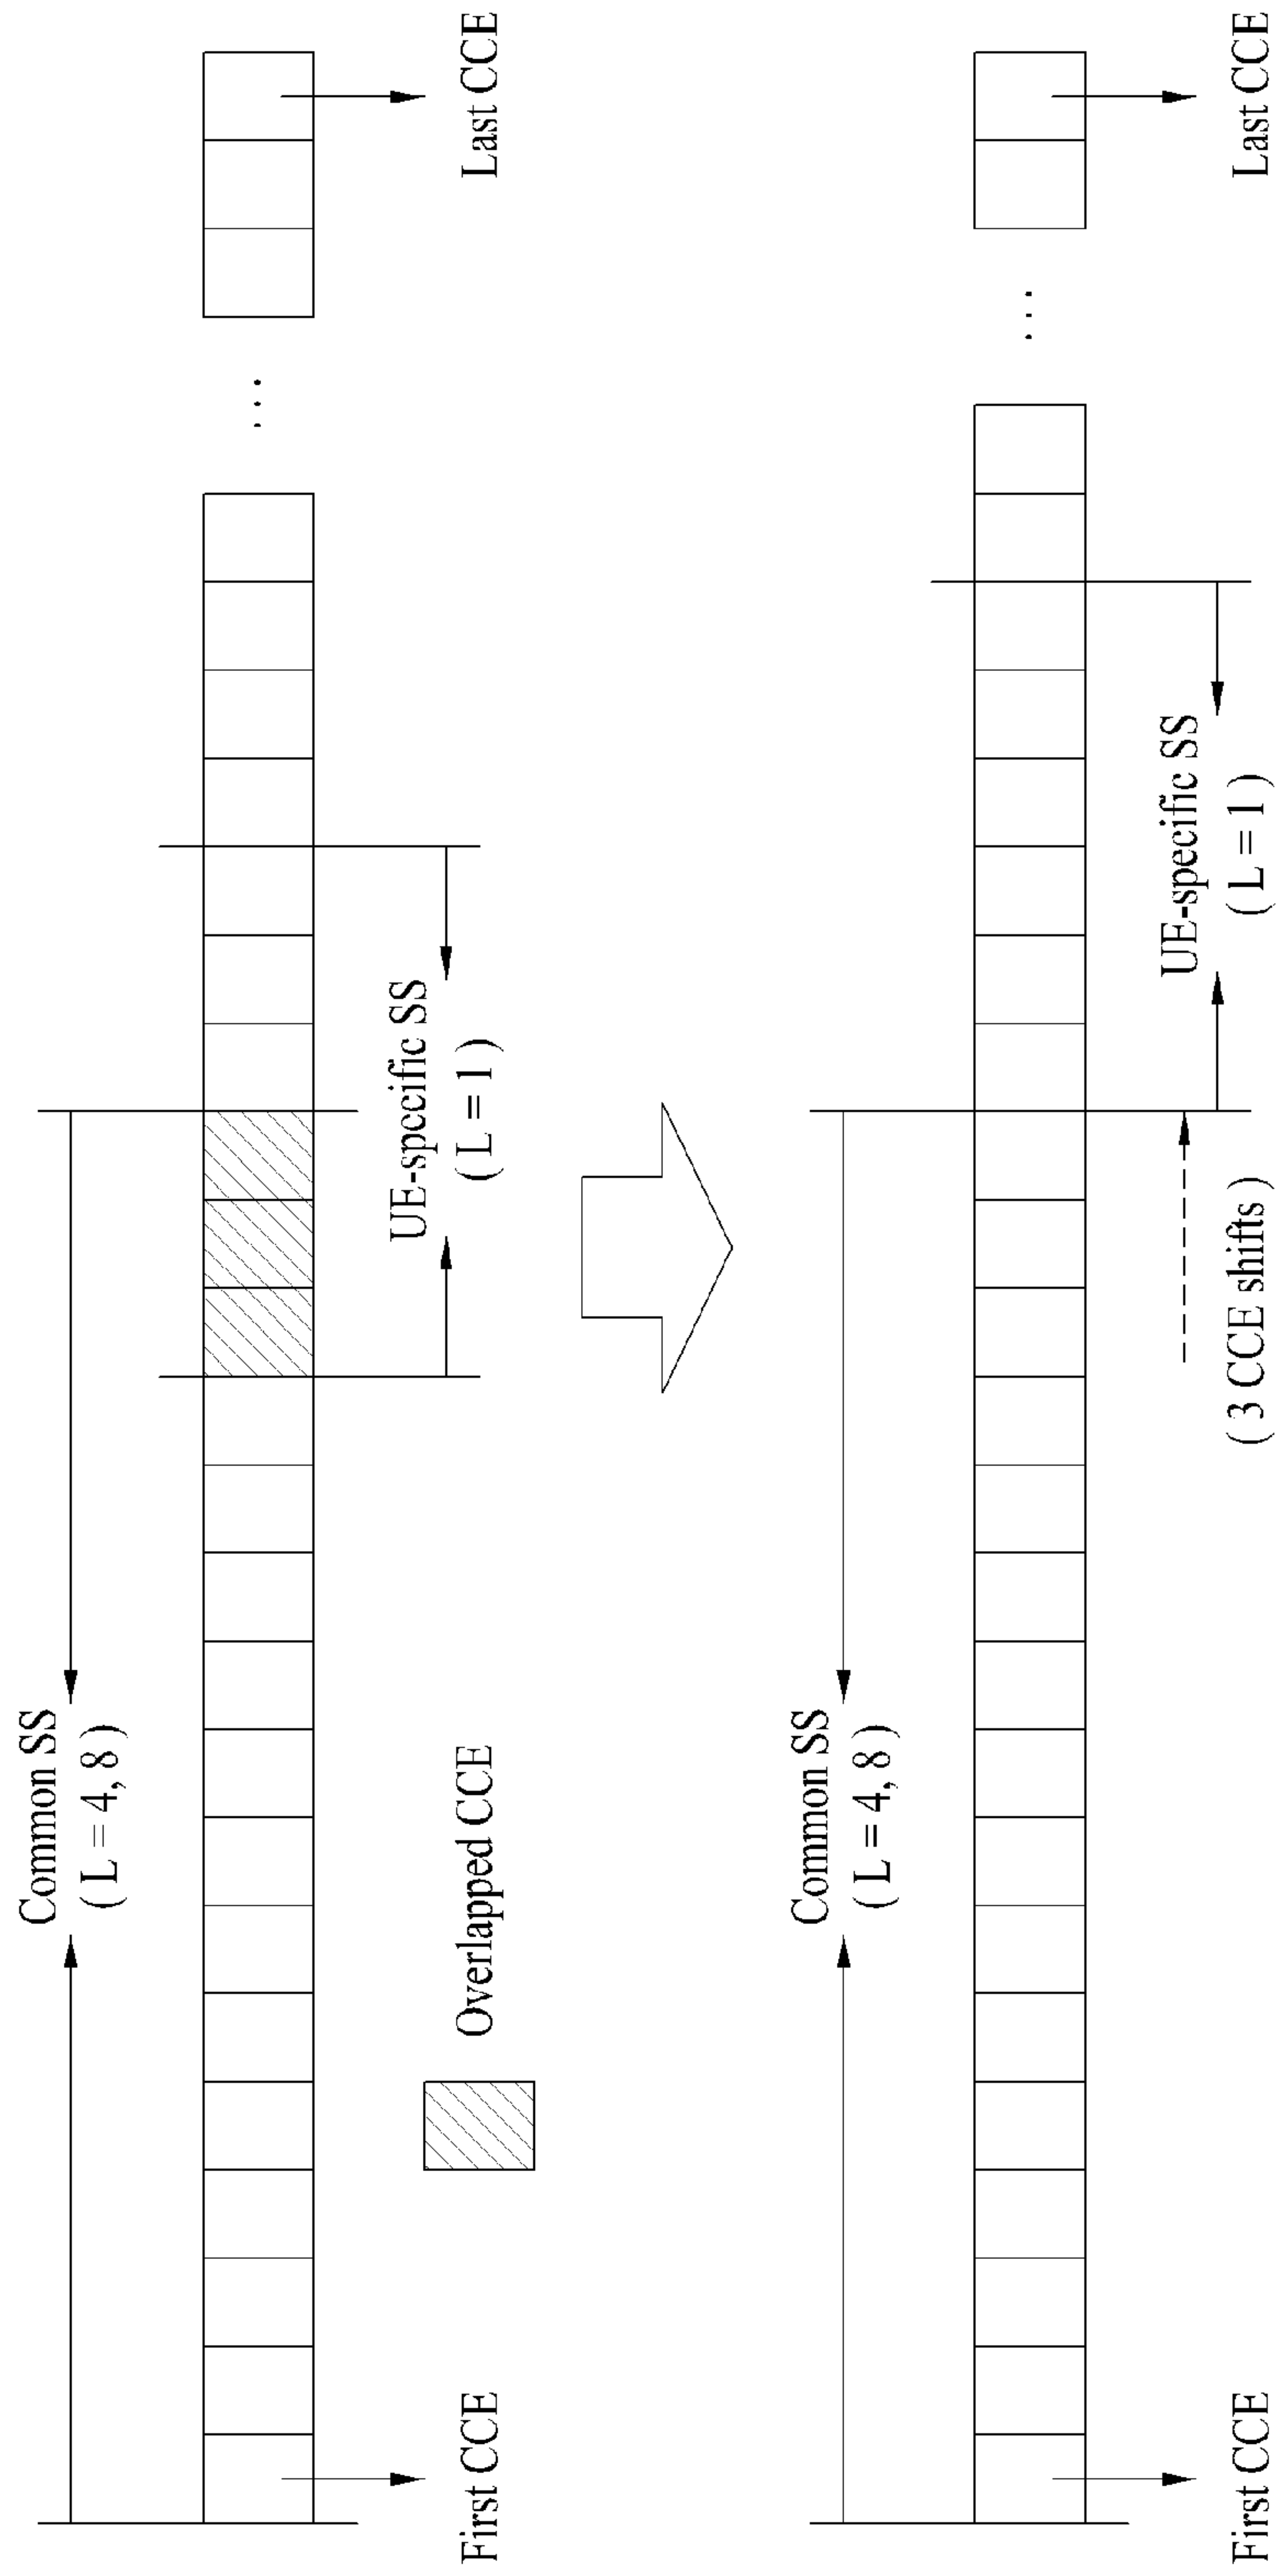 Common SS
( L = 4, 8 )
UE-specific SS
( L = 1 )
First CCE
Overlapped CCE
Last CCE
Common SS
( L = 4, 8 )
UE-specific SS
( L = 1 )
( 3 CCE shifts )
First CCE
Last CCE